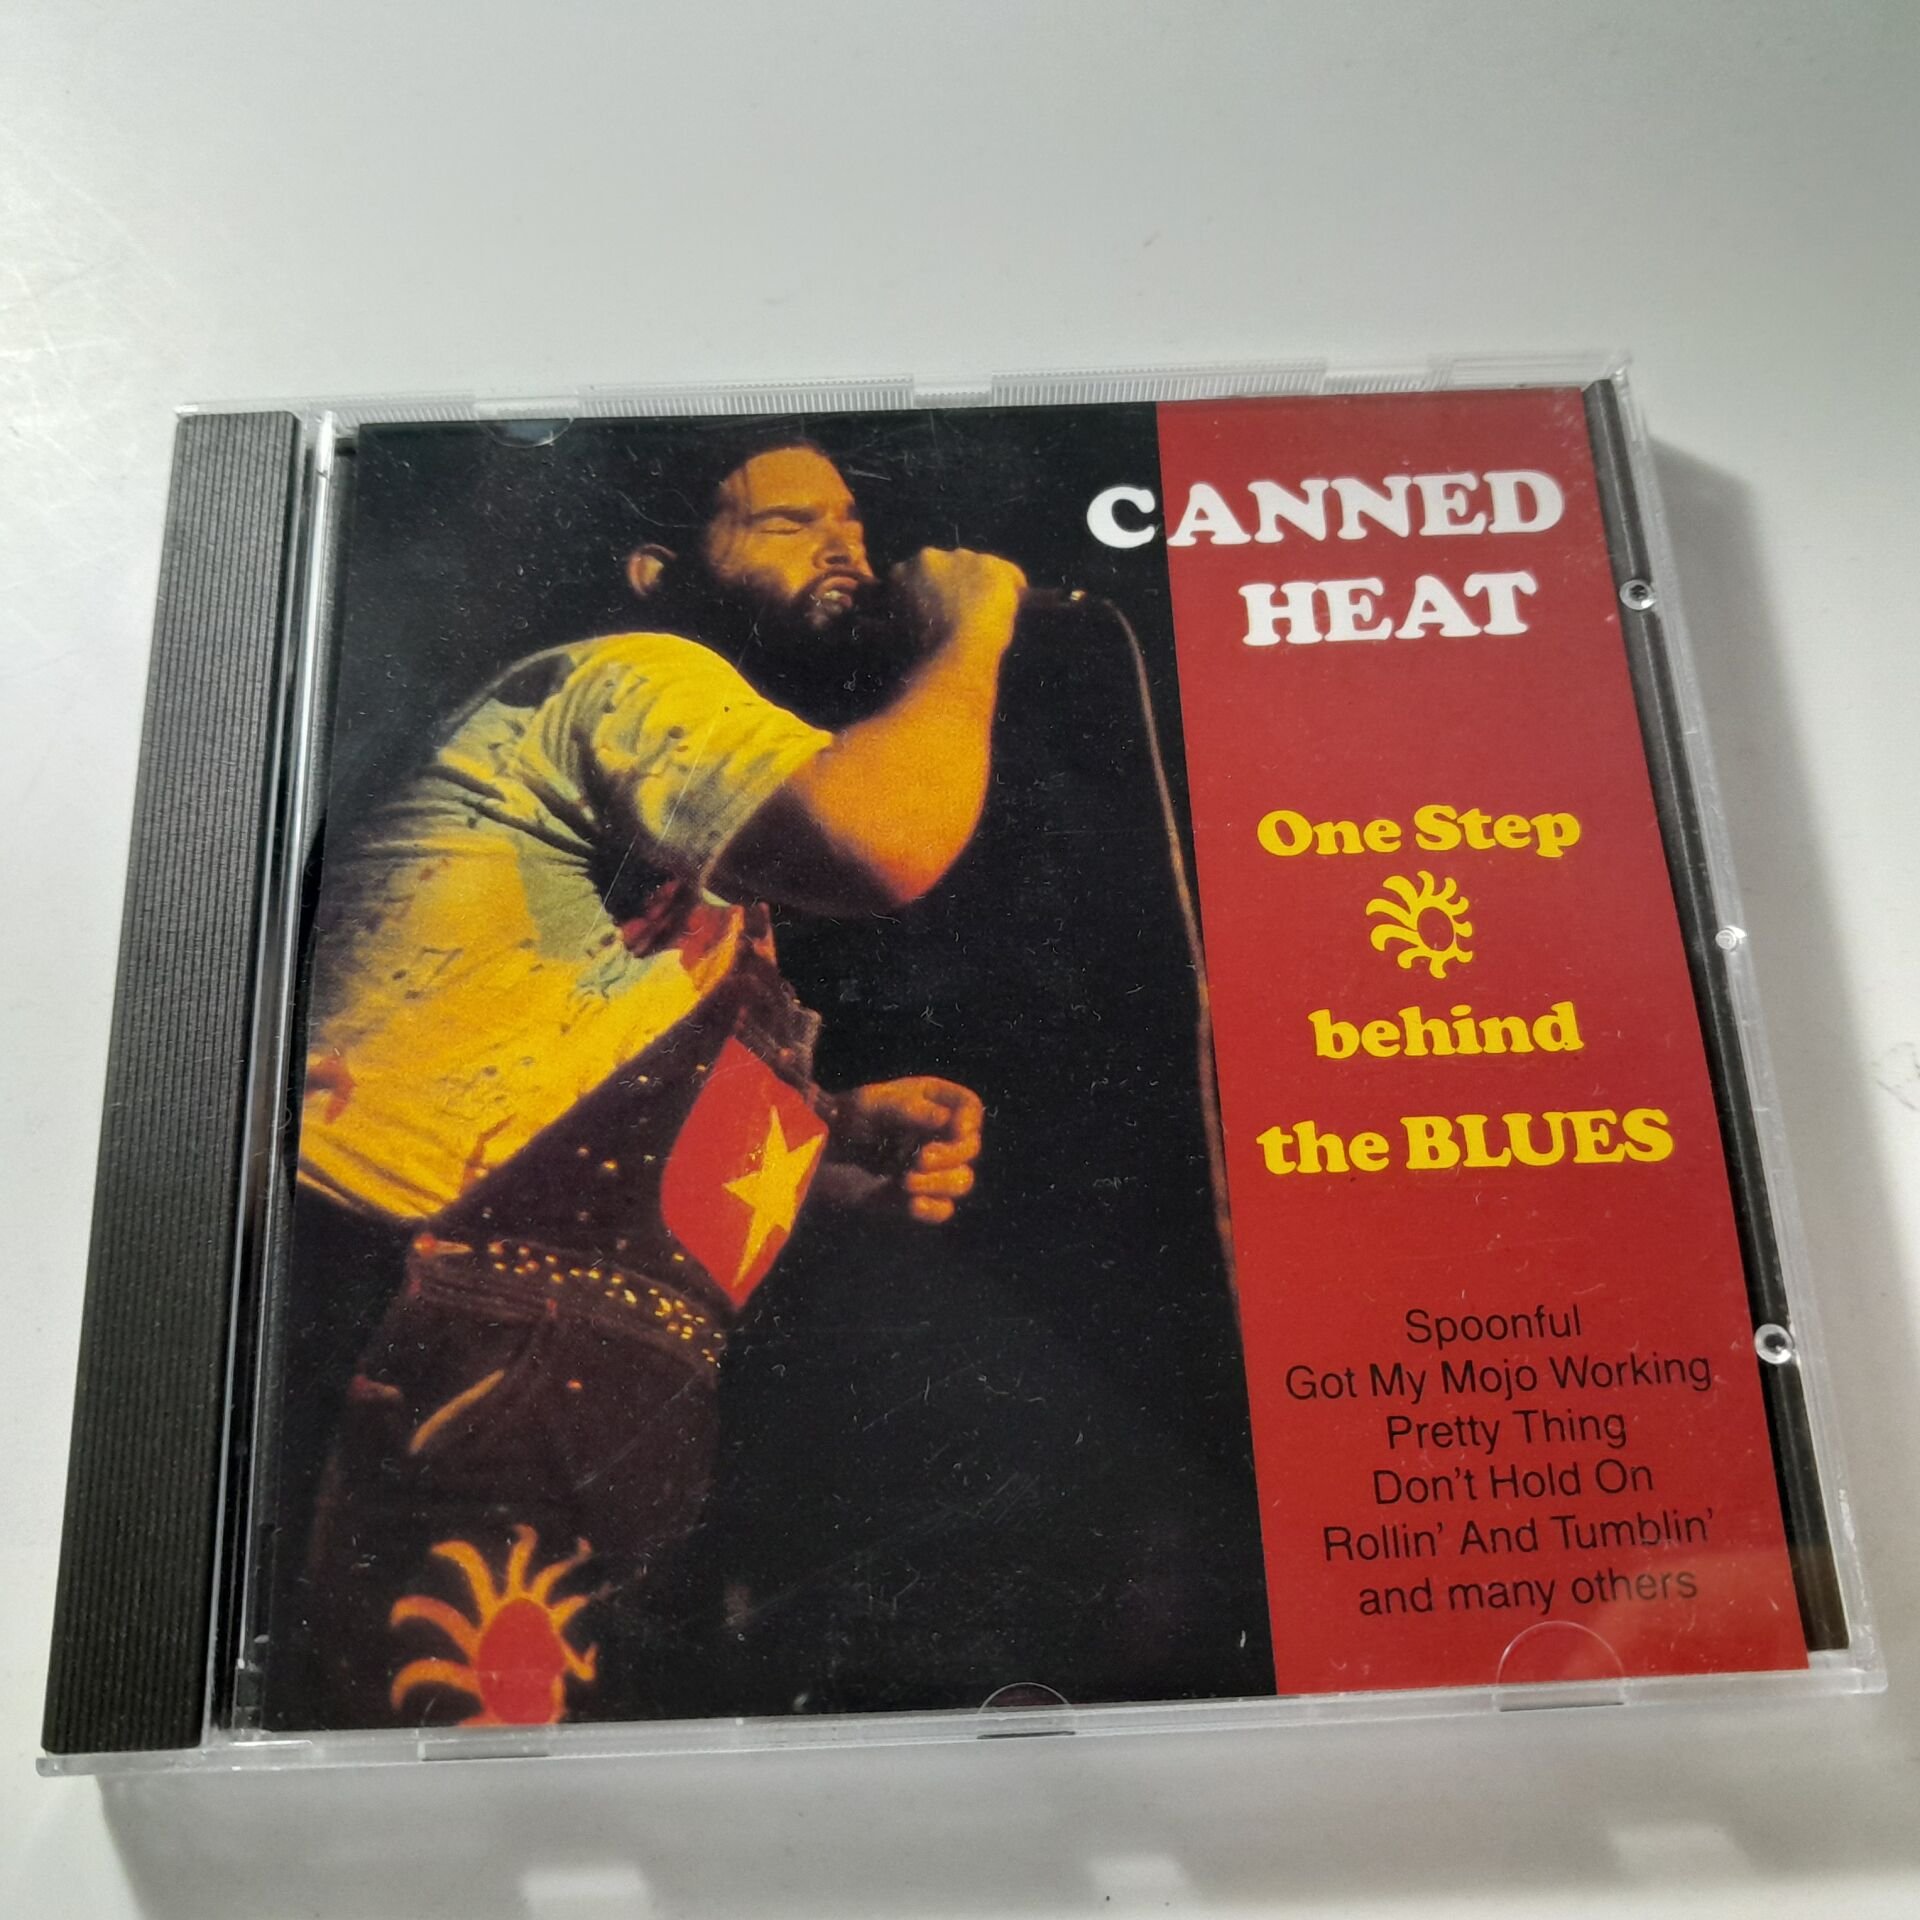 CANNED
HEAT
One Step
behind
the BLUES
Spoonful
Got My Mojo Working
Pretty Thing
Don't Hold On
Rollin' And Tumblin'
and many others